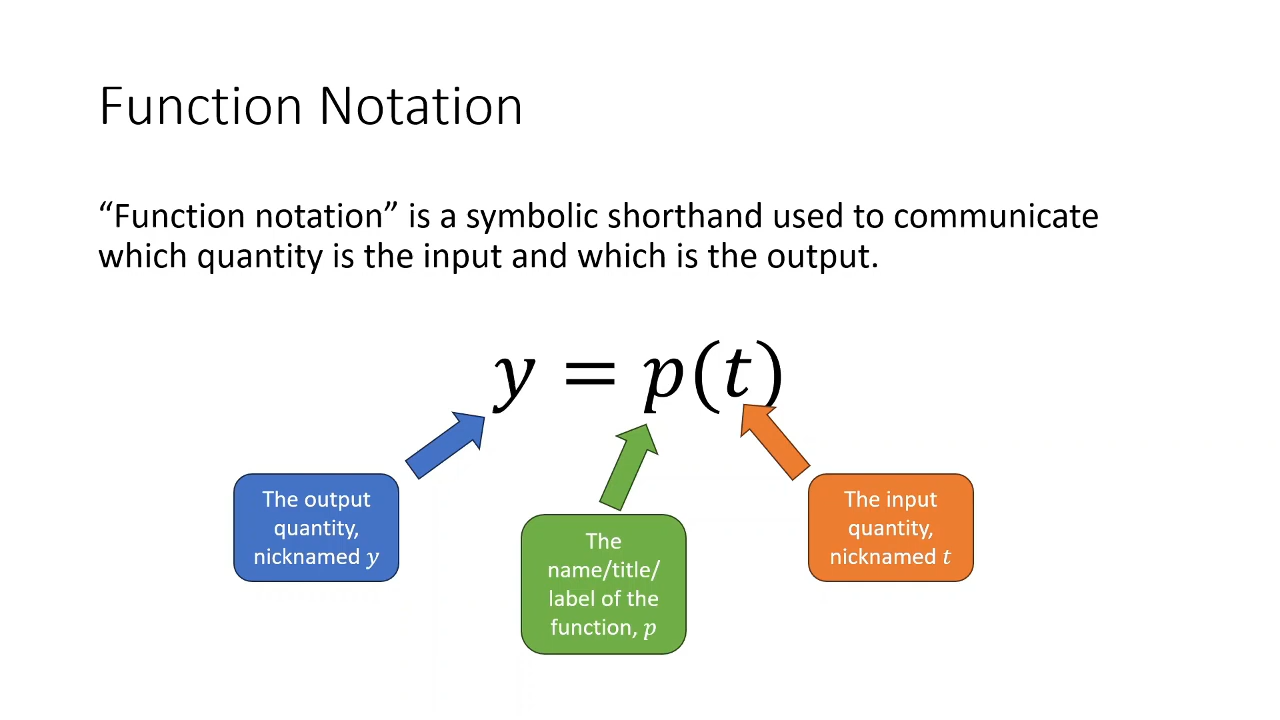 Function Notation
“Function notation” is a symbolic shorthand used to communicate
which quantity is the input and which is the output.
y = p(t)
The output
quantity,
nicknamed y
The
name/title/
label of the
function, p
The input
quantity,
nicknamed t